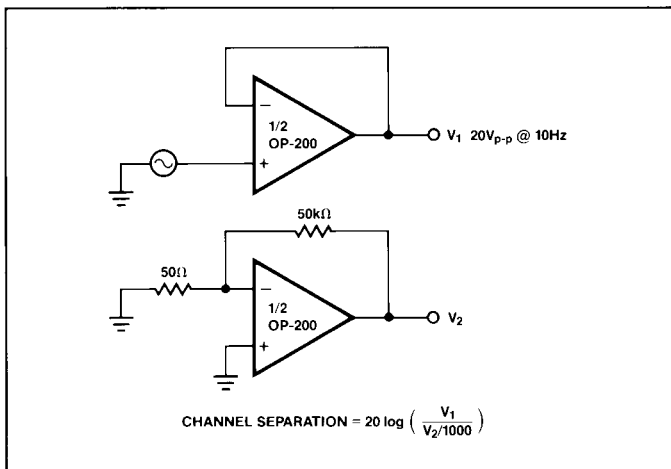 −
1/2
OP-200
+
V1 20Vp-p @ 10Hz
50kΩ
50Ω
−
1/2
OP-200
+
V2
CHANNEL SEPARATION = 20 log ( V1 / V2/1000 )